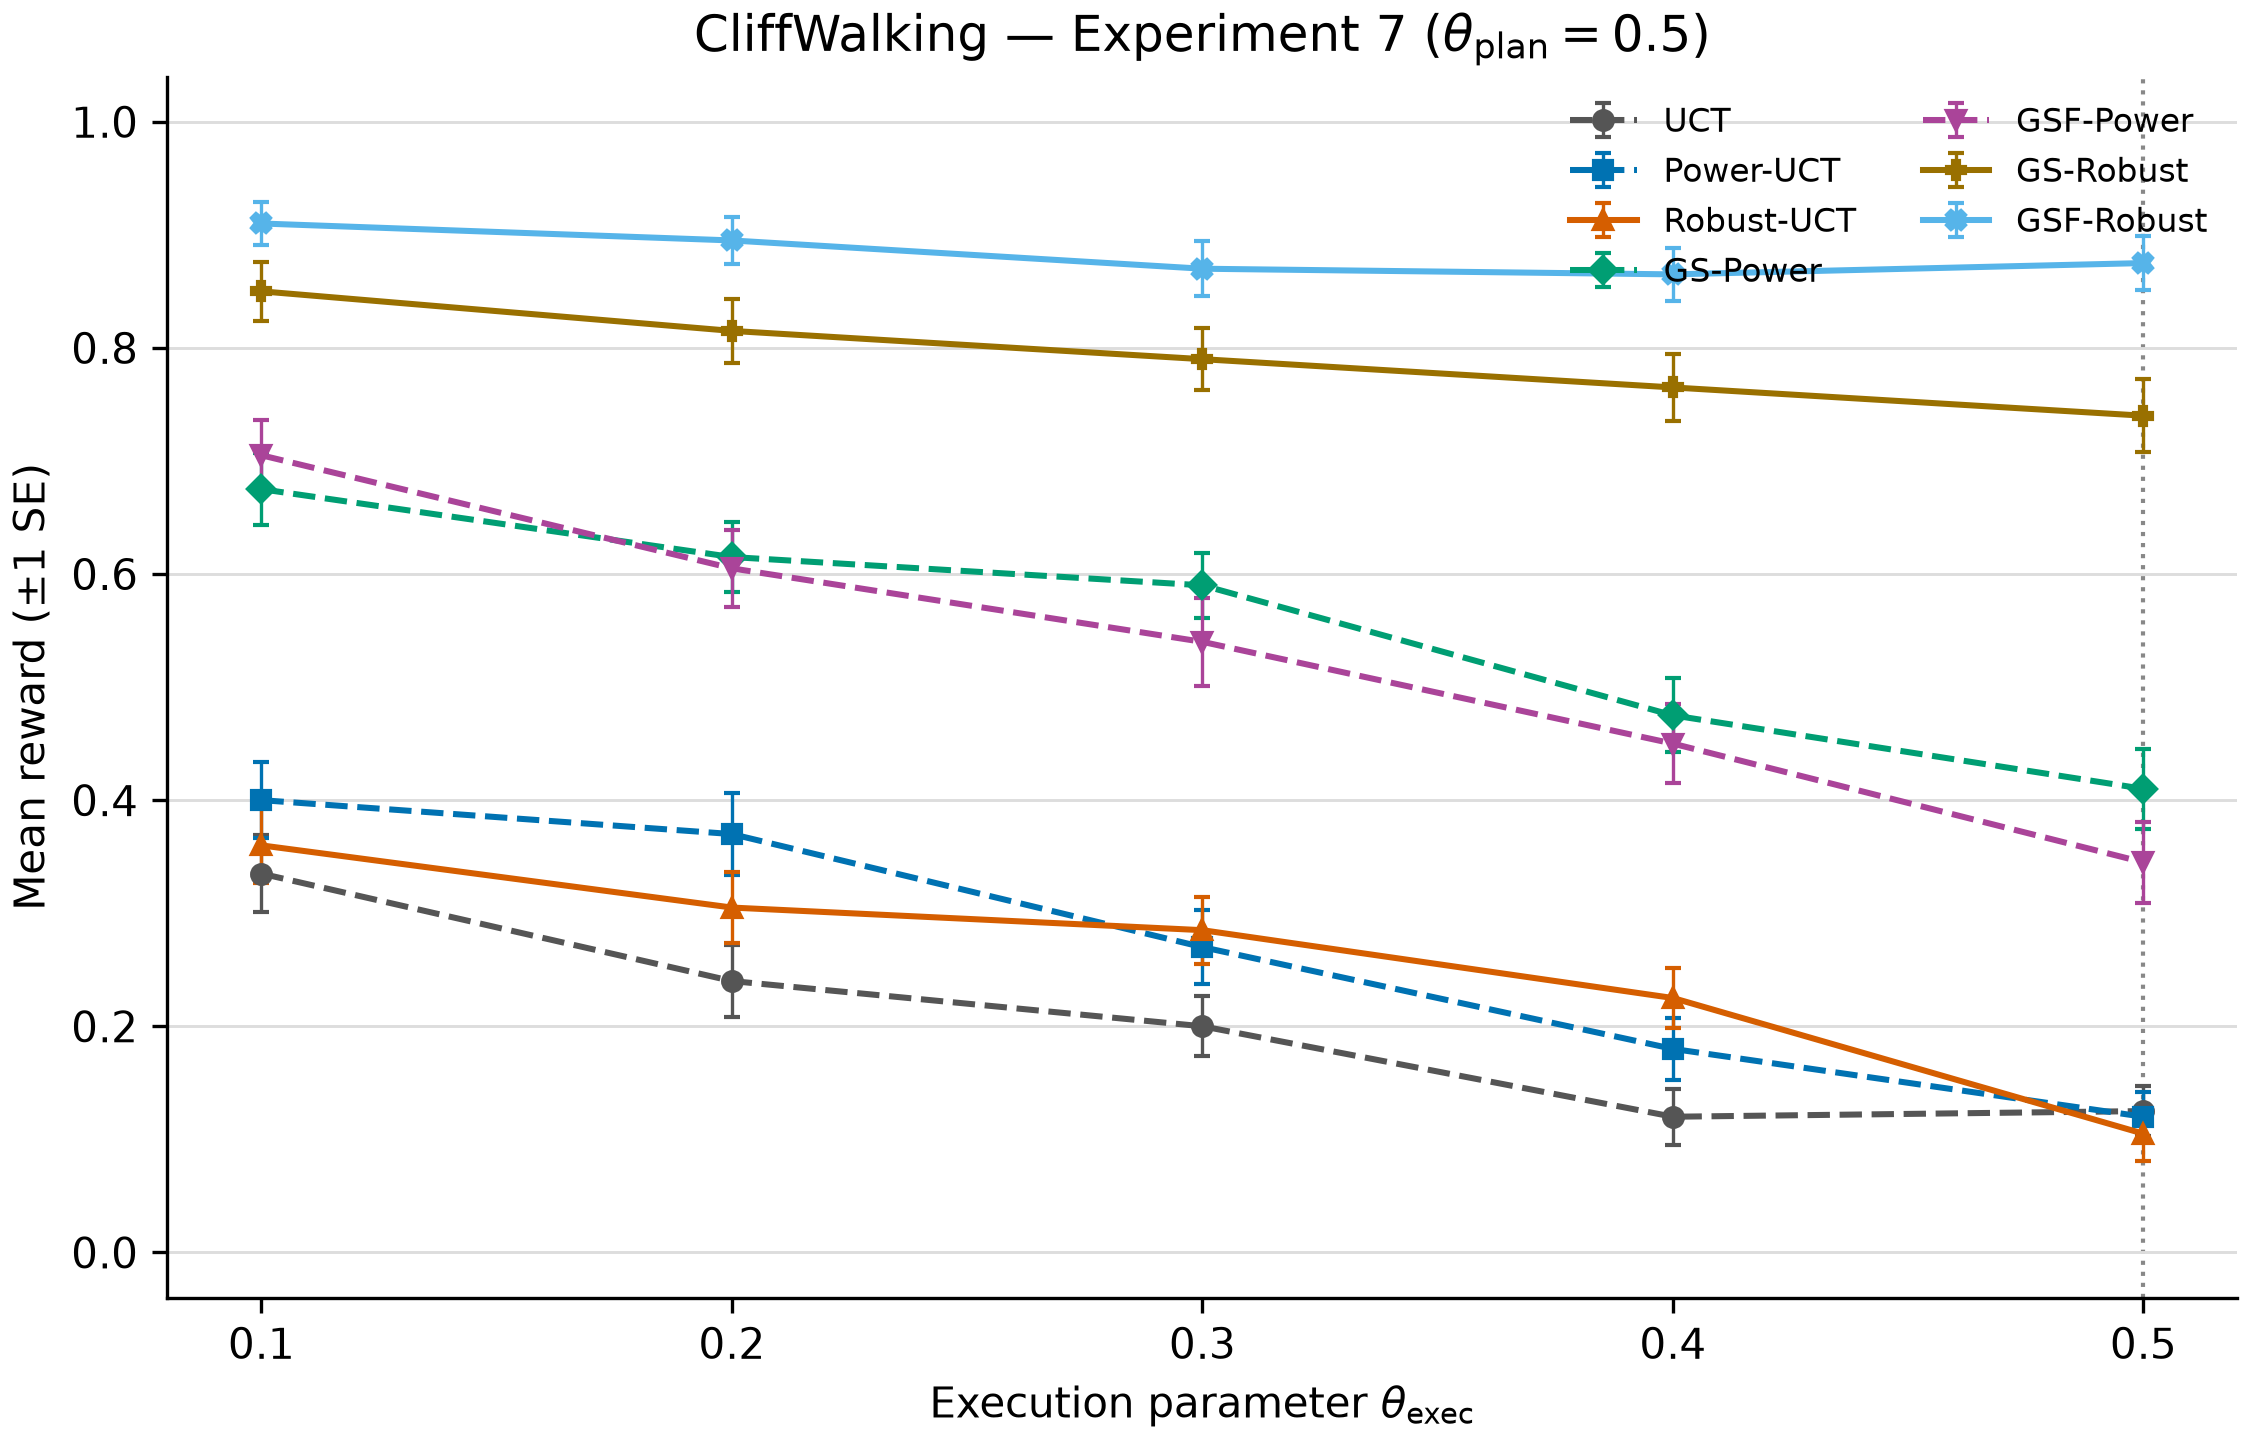 CliffWalking — Experiment 7 (θplan = 0.5)
Mean reward (±1 SE)
1.0
0.8
0.6
0.4
0.2
0.0
UCT
Power-UCT
Robust-UCT
GS-Power
GSF-Power
GS-Robust
GSF-Robust
0.1 0.2 0.3 0.4 0.5
Execution parameter θexec